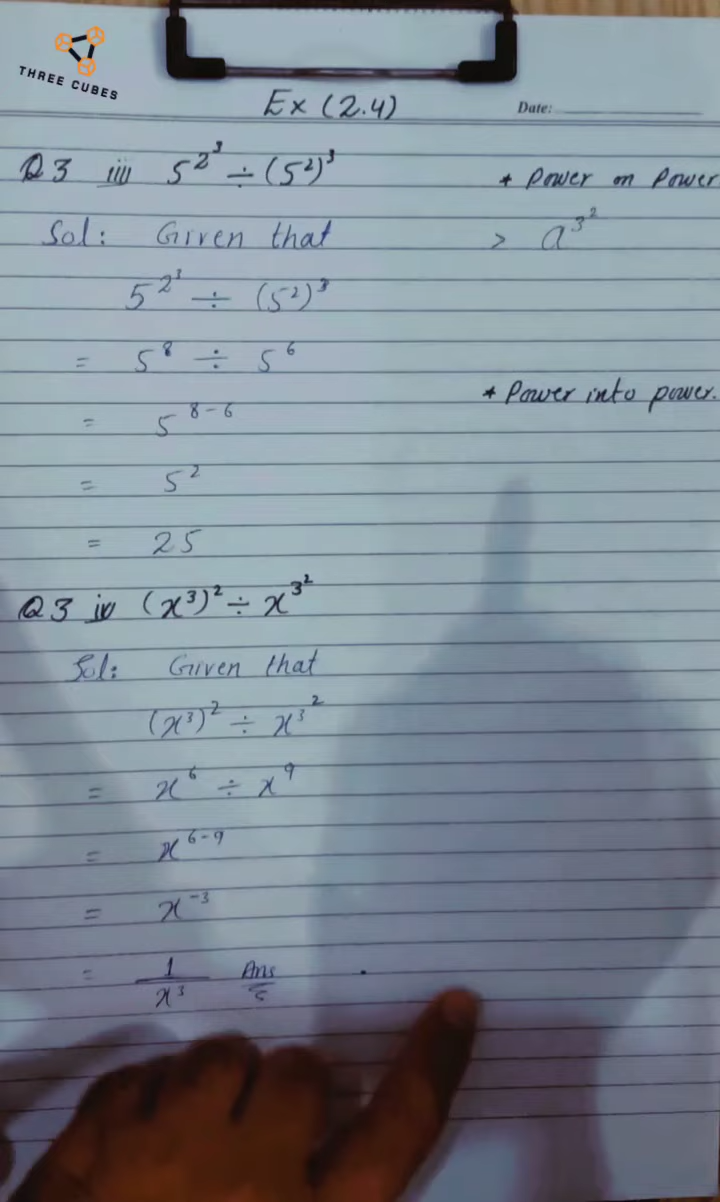 THREE CUBES
Ex (2.4)
Date:
Q3 iii 5^2^3 ÷ (5^2)^3
* Power on Power
Sol: Given that
> a^3^2
5^2^3 ÷ (5^2)^3
= 5^8 ÷ 5^6
* Power into power.
= 5^8-6
= 5^2
= 25
Q3 iv (x^3)^2 ÷ x^3^2
Sol: Given that
(x^3)^2 ÷ x^3^2
= x^6 ÷ x^9
= x^6-9
= x^-3
= 1/x^3 Ans